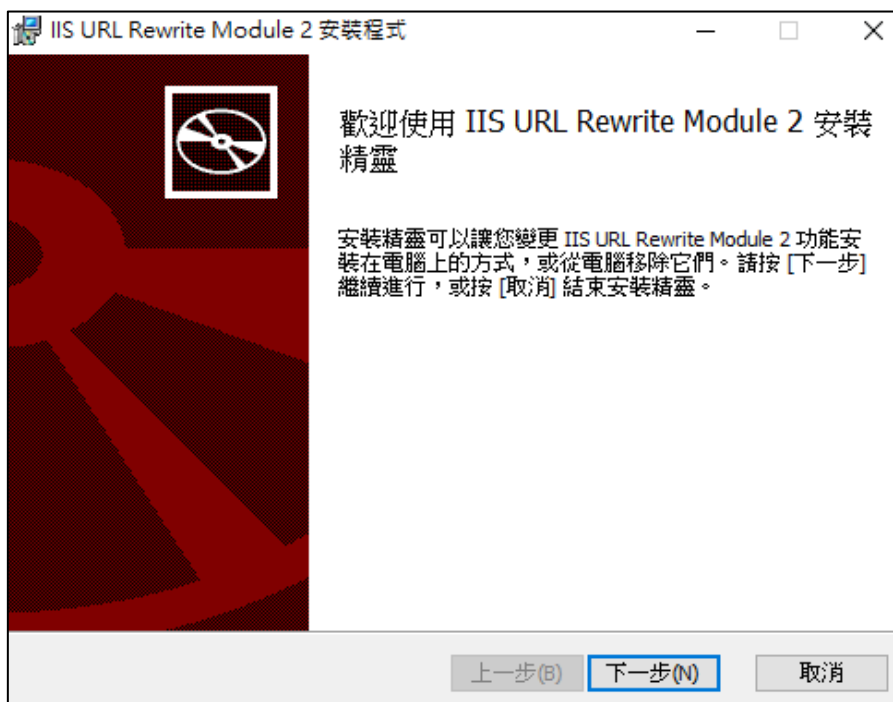 IIS URL Rewrite Module 2 安裝程式
歡迎使用 IIS URL Rewrite Module 2 安裝
精靈
安裝精靈可以讓您變更 IIS URL Rewrite Module 2 功能安
裝在電腦上的方式，或從電腦移除它們。請按 [下一步]
繼續進行，或按 [取消] 結束安裝精靈。
上一步(B) 下一步(N) 取消